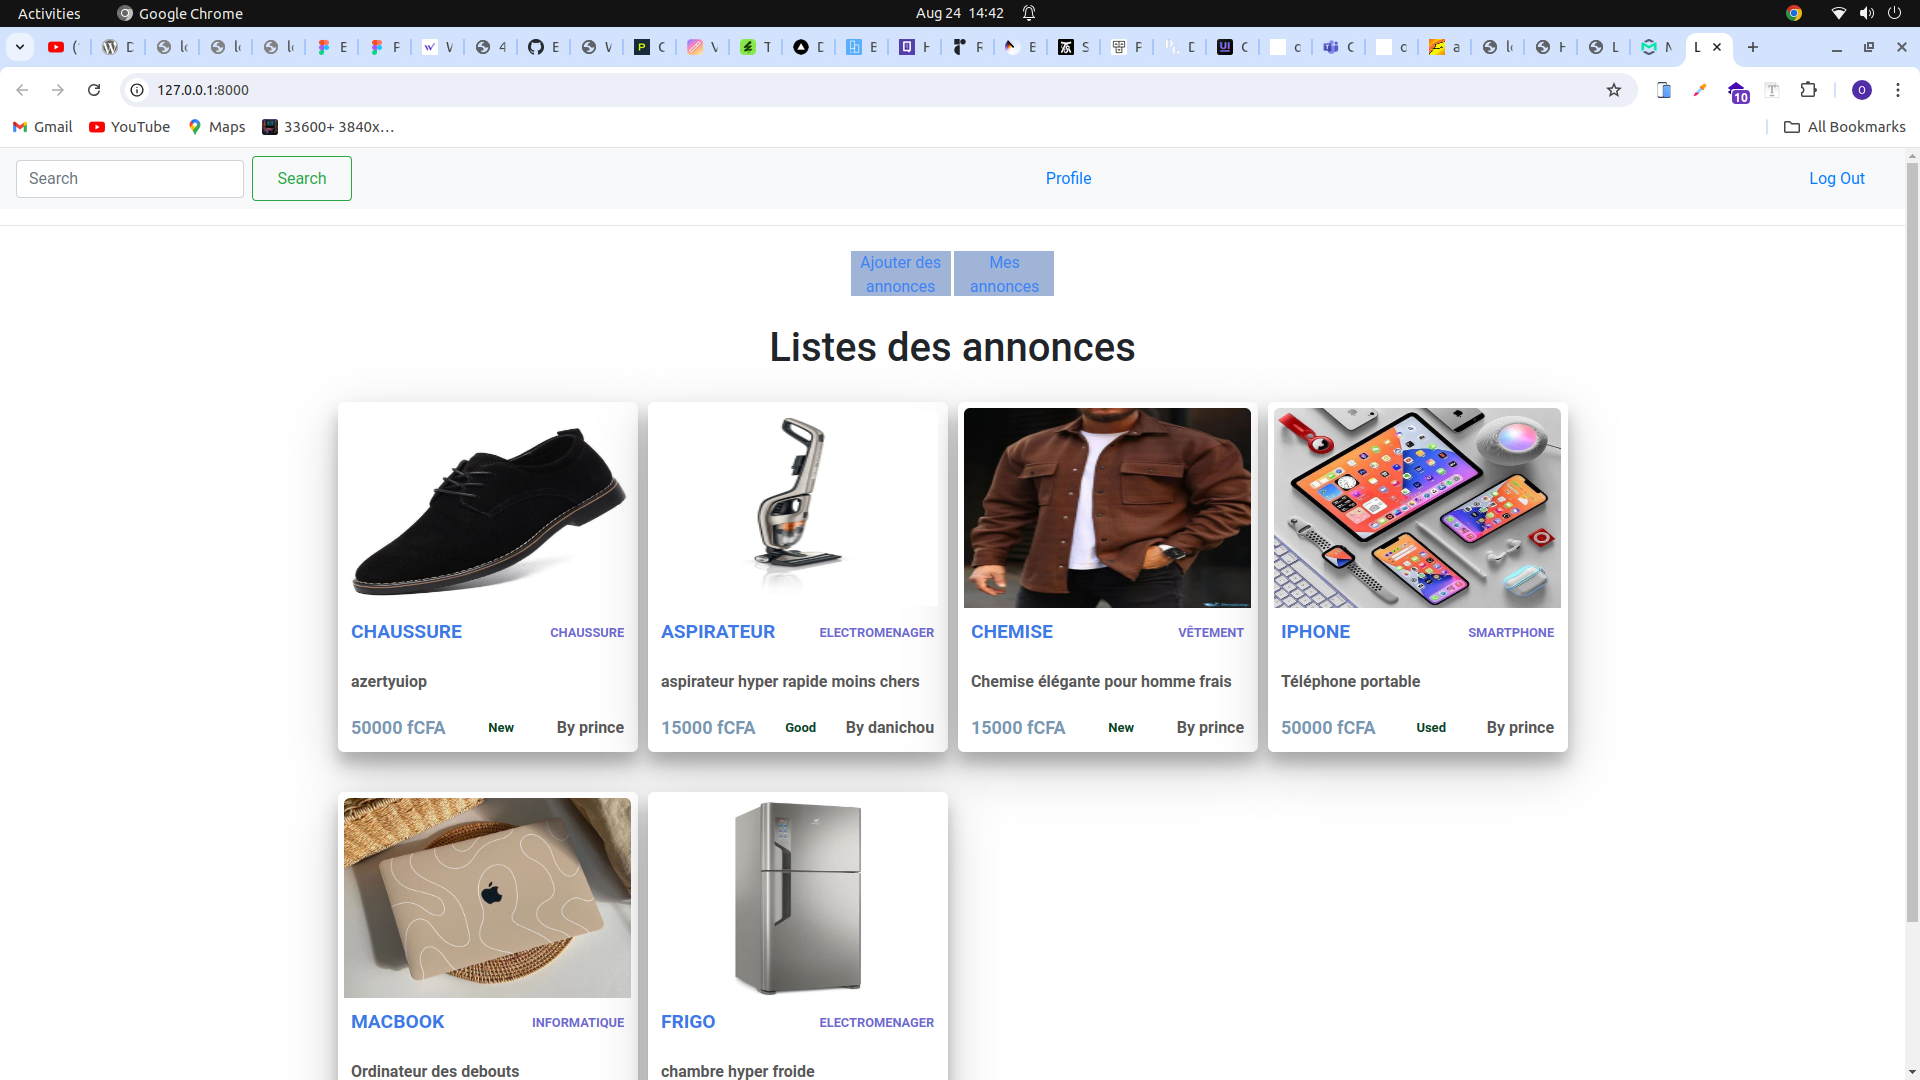 Activities
Google Chrome
Aug 24 14:42
127.0.0.1:8000
10
Gmail
YouTube
Maps
33600+ 3840x...
All Bookmarks
Search
Search
Profile
Log Out
Ajouter des
annonces
Mes
annonces
Listes des annonces
CHAUSSURE
CHAUSSURE
azertyuiop
50000 fCFA
New
By prince
ASPIRATEUR
ELECTROMENAGER
aspirateur hyper rapide moins chers
15000 fCFA
Good
By danichou
CHEMISE
VÊTEMENT
Chemise élégante pour homme frais
15000 fCFA
New
By prince
IPHONE
SMARTPHONE
Téléphone portable
50000 fCFA
Used
By prince
MACBOOK
INFORMATIQUE
Ordinateur des debouts
FRIGO
ELECTROMENAGER
chambre hyper froide